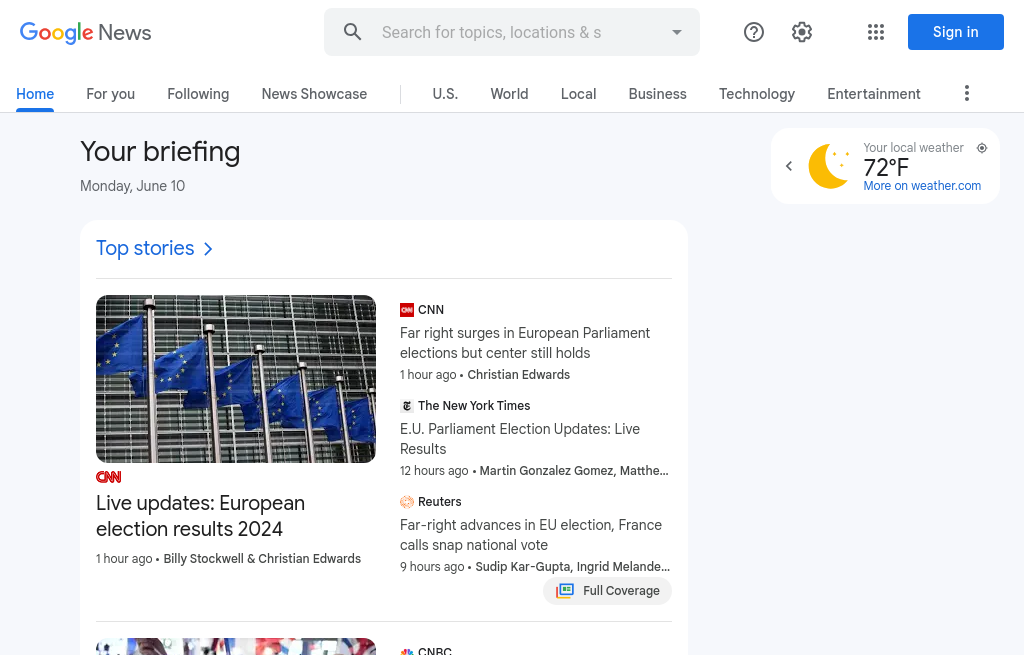 Google News
Search for topics, locations & s
Sign in
Home
For you
Following
News Showcase
U.S.
World
Local
Business
Technology
Entertainment
Your briefing
Monday, June 10
Your local weather
72°F
More on weather.com
Top stories
CNN
Live updates: European
election results 2024
1 hour ago • Billy Stockwell & Christian Edwards
CNN CNN
Far right surges in European Parliament
elections but center still holds
1 hour ago • Christian Edwards
The New York Times
E.U. Parliament Election Updates: Live
Results
12 hours ago • Martin Gonzalez Gomez, Matthe...
Reuters
Far-right advances in EU election, France
calls snap national vote
9 hours ago • Sudip Kar-Gupta, Ingrid Melande...
Full Coverage
CNBC